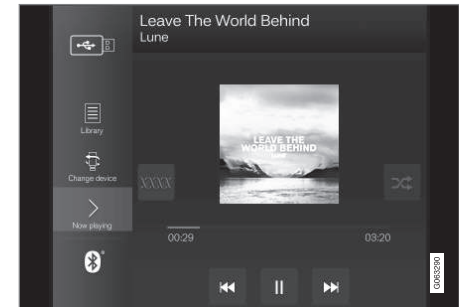 Leave The World Behind
Lune
Library
Change device
Now playing
LEAVE THE
WORLD BEHIND
LUNE
XXXX
00:29
03:20
G063290